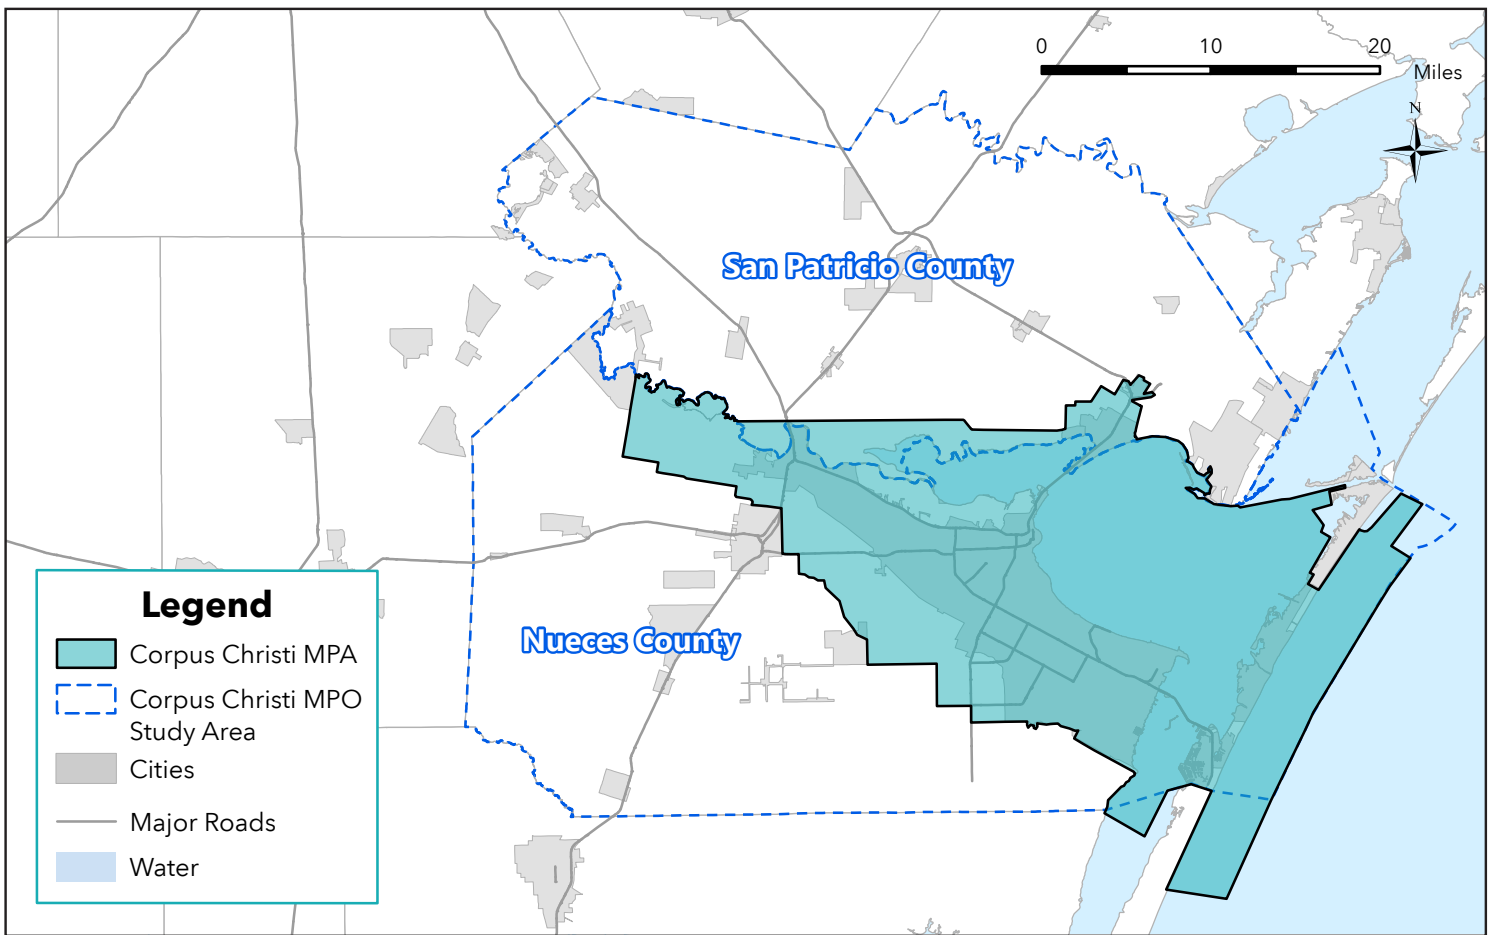 0 10 20
Miles
N
San Patricio County
Nueces County
Legend
Corpus Christi MPA
Corpus Christi MPO
Study Area
Cities
Major Roads
Water